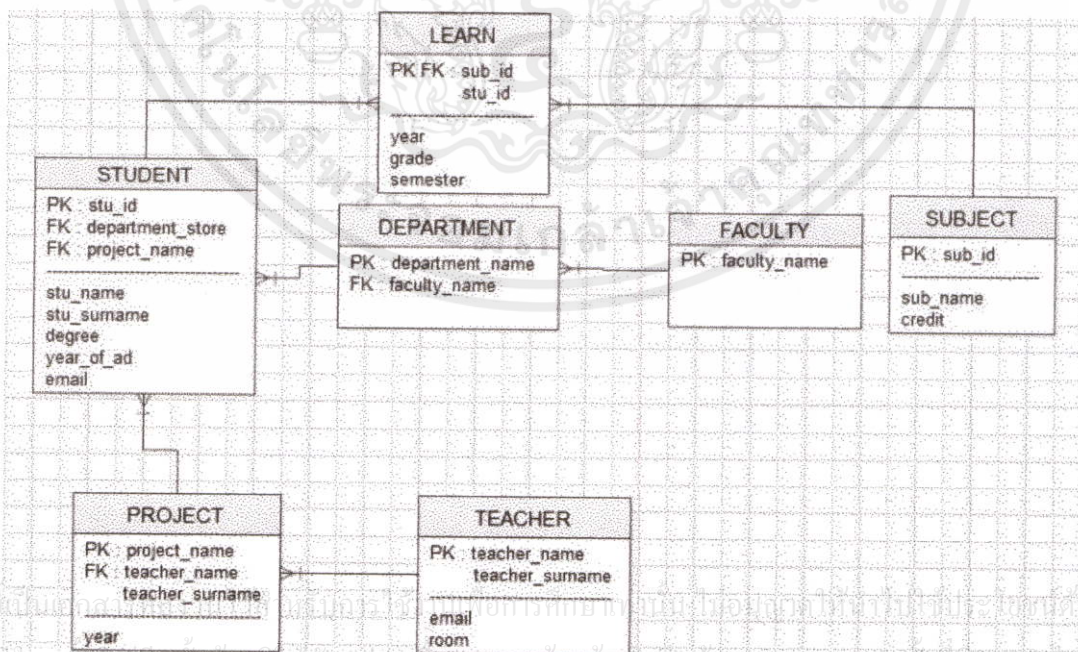 LEARN
PK FK : sub_id
stu_id
year
grade
semester
STUDENT
PK : stu_id
FK : department_store
FK : project_name
stu_name
stu_surname
degree
year_of_ad
email
DEPARTMENT
PK : department_name
FK : faculty_name
FACULTY
PK : faculty_name
SUBJECT
PK : sub_id
sub_name
credit
PROJECT
PK : project_name
FK : teacher_name
teacher_surname
year
TEACHER
PK : teacher_name
teacher_surname
email
room